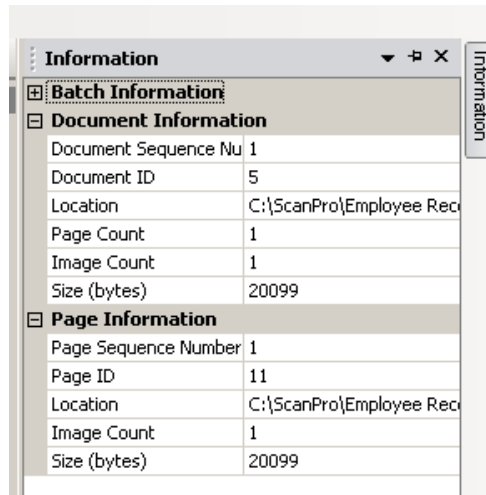 Information
Information
Batch Information
Document Information
Document Sequence Nu 1
Document ID 5
Location C:\ScanPro\Employee Rec
Page Count 1
Image Count 1
Size (bytes) 20099
Page Information
Page Sequence Number 1
Page ID 11
Location C:\ScanPro\Employee Rec
Image Count 1
Size (bytes) 20099